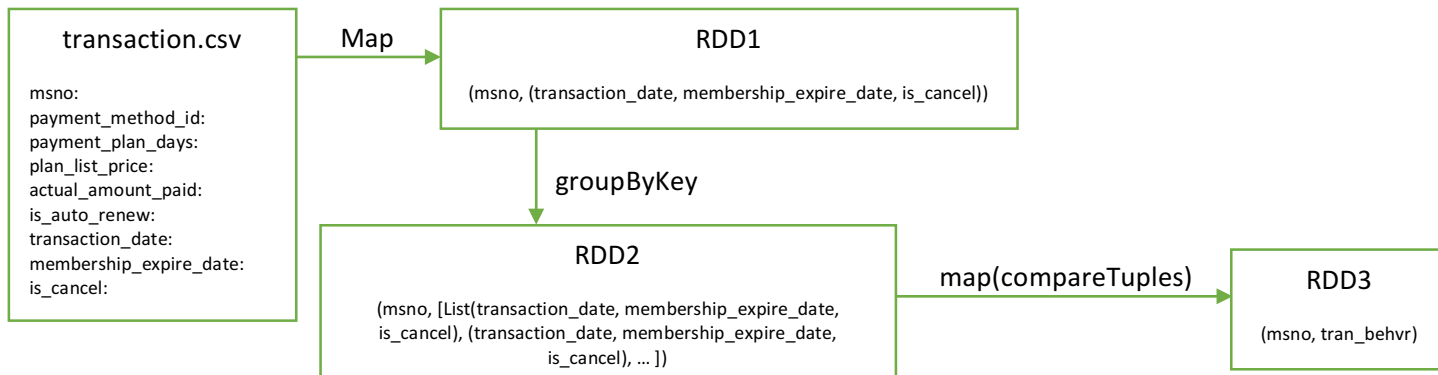 transaction.csv
msno:
payment_method_id:
payment_plan_days:
plan_list_price:
actual_amount_paid:
is_auto_renew:
transaction_date:
membership_expire_date:
is_cancel:
Map
RDD1
(msno, (transaction_date, membership_expire_date, is_cancel))
groupByKey
RDD2
(msno, [List(transaction_date, membership_expire_date,
is_cancel), (transaction_date, membership_expire_date,
is_cancel), ... ])
map(compareTuples)
RDD3
(msno, tran_behvr)